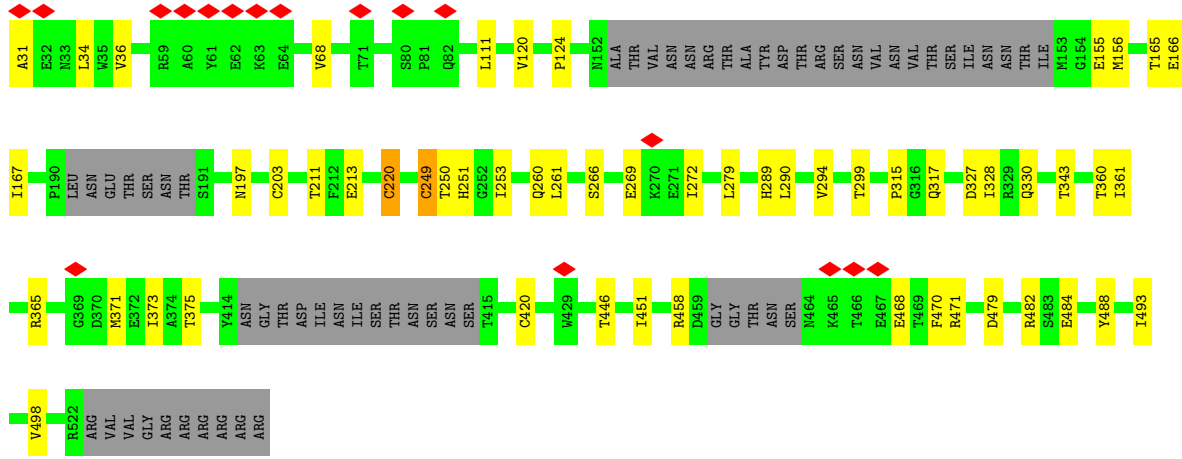 A31 E32 N33 L34 W35 V36 R59 A60 Y61 E62 K63 E64 V68 T71 S80 P81 Q82 L111 V120 P124 N152 ALA THR VAL ASN ASN ARG THR ALA TYR ASP THR ARG SER ASN VAL ASN VAL THR SER ILE ASN ASN THR ILE M153 G154 E155 M156 T165 E166
I167 P190 LEU ASN GLU THR SER ASN THR S191 N197 C203 T211 F212 E213 C220 C249 T250 H251 G252 I253 Q260 L261 S266 E269 K270 E271 I272 L279 H289 L290 V294 T299 P315 G316 Q317 D327 I328 R329 Q330 T343 T360 I361
R365 G369 D370 M371 E372 I373 A374 T375 Y414 ASN GLY THR ASP ILE ASN ILE SER THR ASN SER ASN SER T415 C420 W429 T446 I451 R458 D459 GLY GLY THR ASN SER N464 K465 T466 E467 E468 T469 F470 R471 D479 R482 S483 E484 Y488 I493
V498 R522 ARG VAL VAL GLY ARG ARG ARG ARG ARG ARG